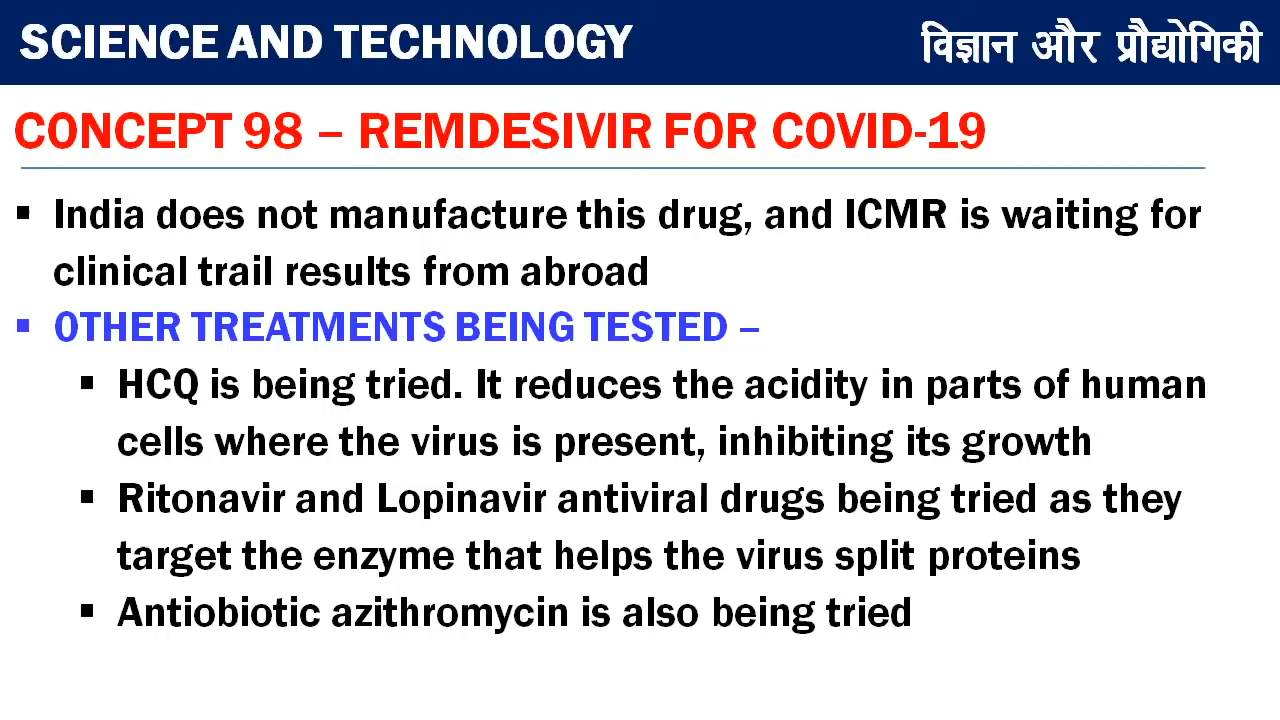 SCIENCE AND TECHNOLOGY
विज्ञान और प्रौद्योगिकी
CONCEPT 98 – REMDESIVIR FOR COVID-19
▪ India does not manufacture this drug, and ICMR is waiting for
clinical trail results from abroad
▪ OTHER TREATMENTS BEING TESTED –
▪ HCQ is being tried. It reduces the acidity in parts of human
cells where the virus is present, inhibiting its growth
▪ Ritonavir and Lopinavir antiviral drugs being tried as they
target the enzyme that helps the virus split proteins
▪ Antiobiotic azithromycin is also being tried